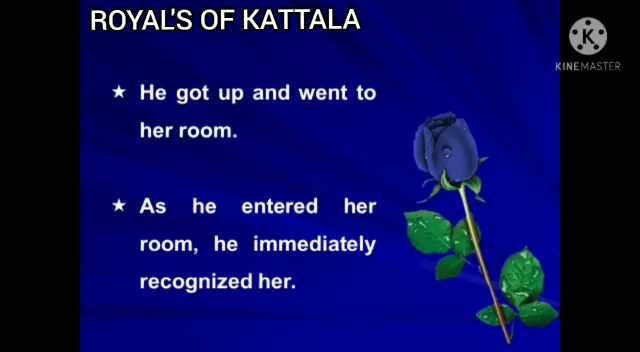 ROYAL'S OF KATTALA
K
KINEMASTER
★ He got up and went to
her room.
★ As he entered her
room, he immediately
recognized her.